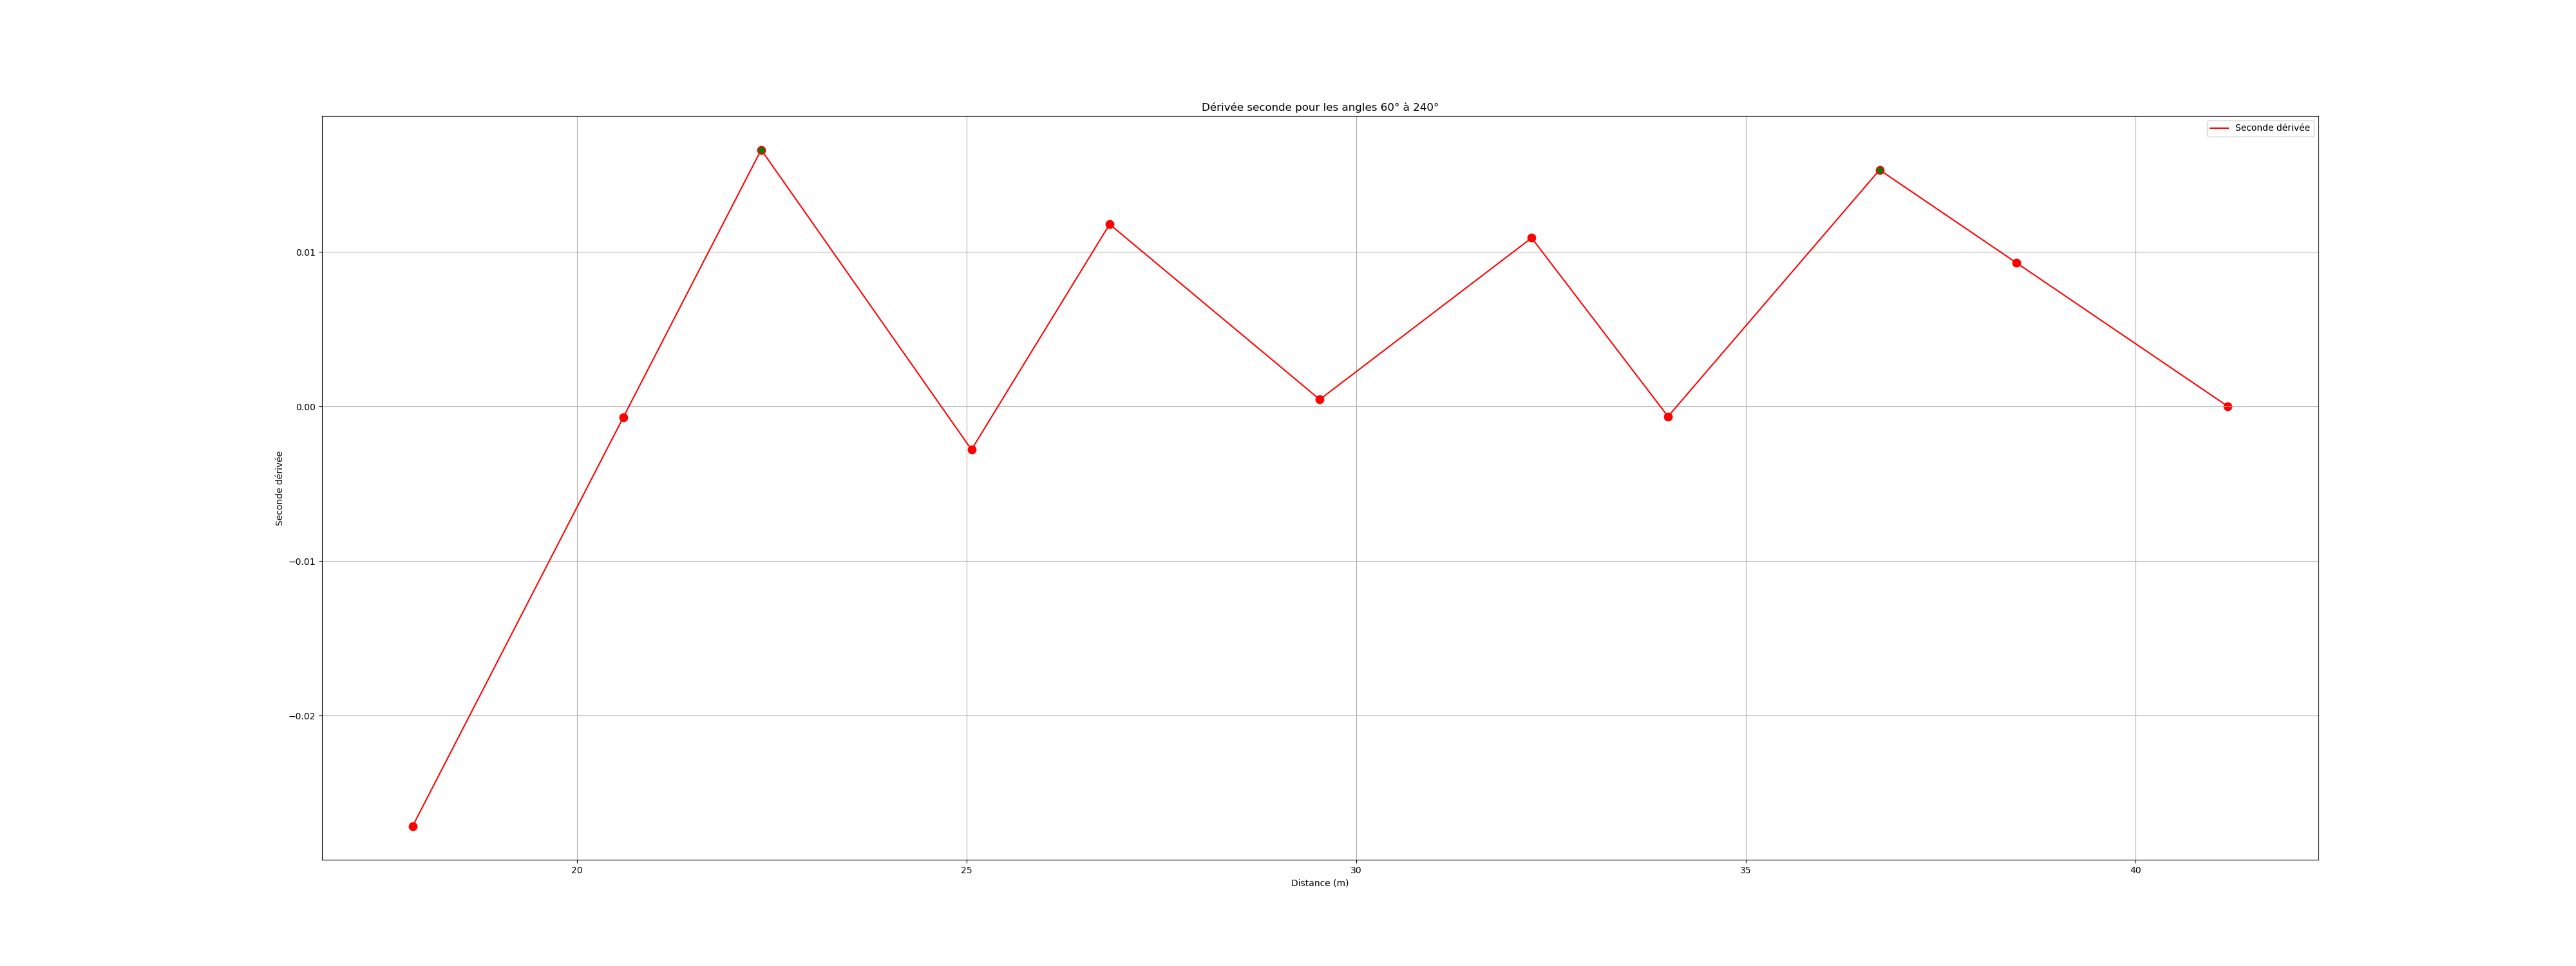 Dérivée seconde pour les angles 60° à 240°
Seconde dérivée
0.01
0.00
−0.01
−0.02
Seconde dérivée
20
25
30
35
40
Distance (m)